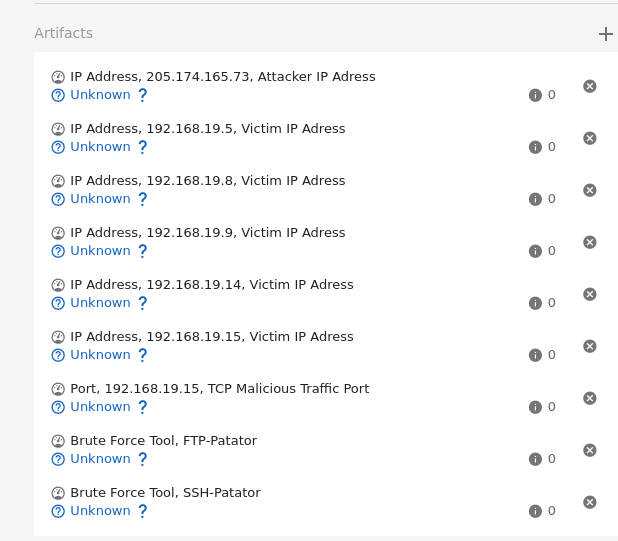 Artifacts
IP Address, 205.174.165.73, Attacker IP Adress
Unknown ?
0
IP Address, 192.168.19.5, Victim IP Adress
Unknown ?
0
IP Address, 192.168.19.8, Victim IP Adress
Unknown ?
0
IP Address, 192.168.19.9, Victim IP Adress
Unknown ?
0
IP Address, 192.168.19.14, Victim IP Adress
Unknown ?
0
IP Address, 192.168.19.15, Victim IP Adress
Unknown ?
0
Port, 192.168.19.15, TCP Malicious Traffic Port
Unknown ?
0
Brute Force Tool, FTP-Patator
Unknown ?
0
Brute Force Tool, SSH-Patator
Unknown ?
0